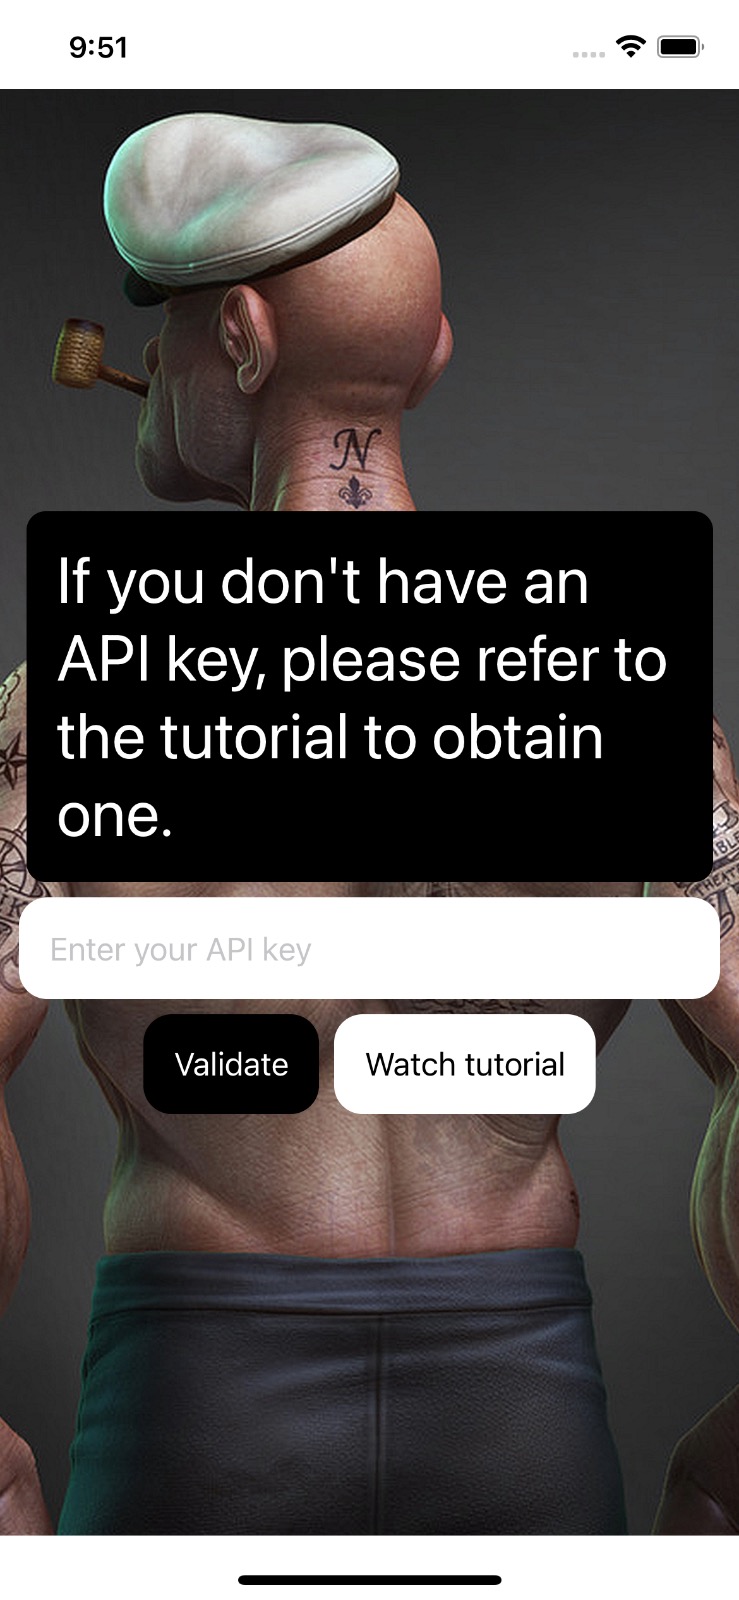 9:51
N
If you don't have an
API key, please refer to
the tutorial to obtain
one.
THEAT
Enter your API key
Validate
Watch tutorial